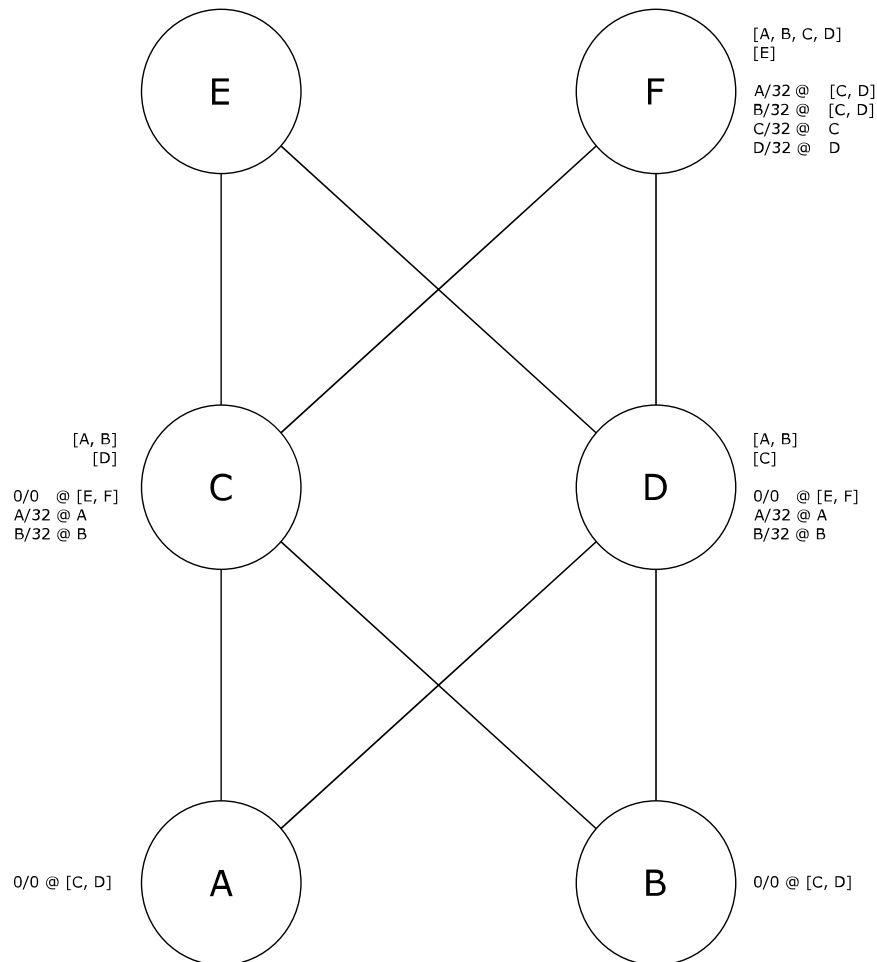 E
F
[A, B, C, D]
[E]
A/32 @ [C, D]
B/32 @ [C, D]
C/32 @ C
D/32 @ D
[A, B]
[D]
0/0 @ [E, F]
A/32 @ A
B/32 @ B
C
D
[A, B]
[C]
0/0 @ [E, F]
A/32 @ A
B/32 @ B
0/0 @ [C, D]
A
B
0/0 @ [C, D]